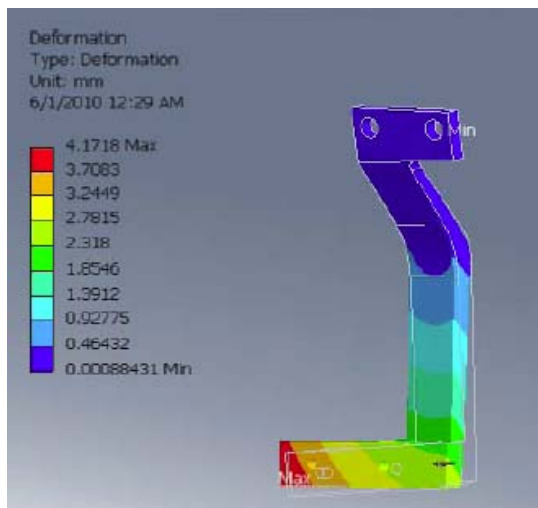 Deformation
Type: Deformation
Unit: mm
6/1/2010 12:29 AM
4.1718 Max
3.7083
3.2449
2.7815
2.318
1.8546
1.3912
0.92775
0.46432
0.00088431 Min
Min
Max